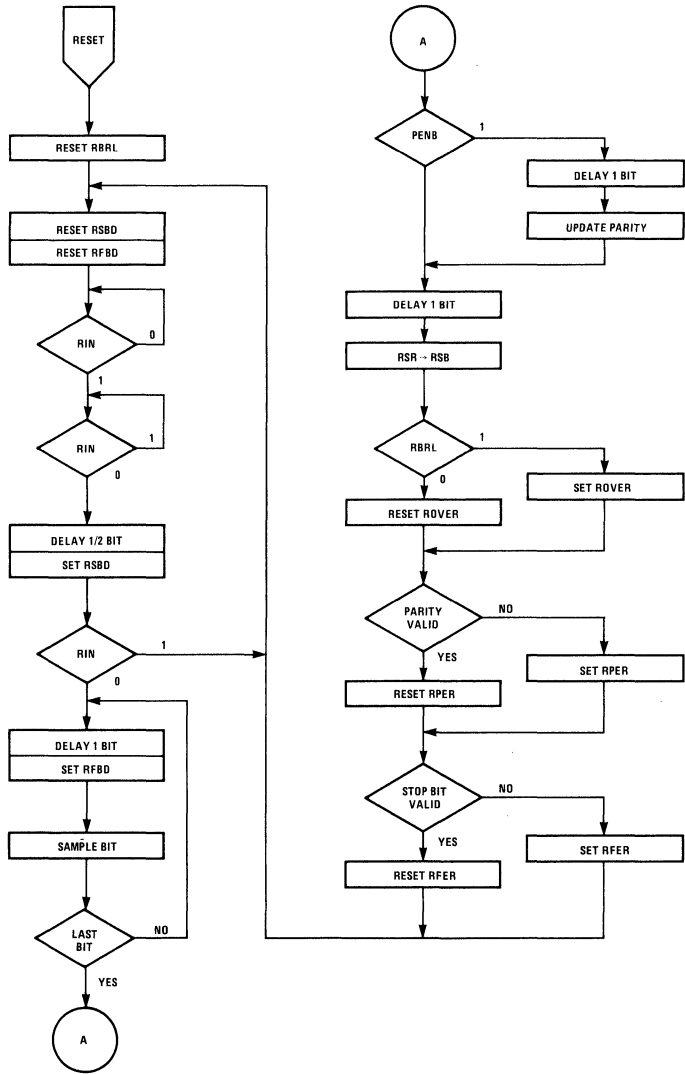 RESET
RESET RBRL
RESET RSBD
RESET RFBD
RIN
0
1
RIN
1
0
DELAY 1/2 BIT
SET RSBD
RIN
1
0
DELAY 1 BIT
SET RFBD
SAMPLE BIT
LAST
BIT
NO
YES
A
A
PENB
1
DELAY 1 BIT
UPDATE PARITY
DELAY 1 BIT
RSR → RSB
RBRL
1
0
SET ROVER
RESET ROVER
PARITY
VALID
NO
YES
SET RPER
RESET RPER
STOP BIT
VALID
NO
YES
SET RFER
RESET RFER